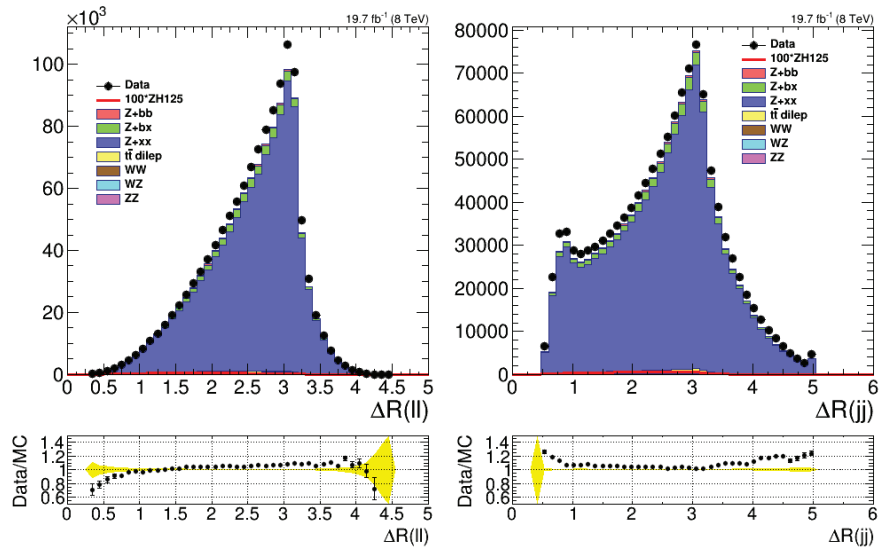 ×10³
19.7 fb⁻¹ (8 TeV)
100
80
60
40
20
0
Data
100*ZH125
Z+bb
Z+bx
Z+xx
tt̄ dilep
WW
WZ
ZZ
0 0.5 1 1.5 2 2.5 3 3.5 4 4.5 5
ΔR(ll)
Data/MC
1.4
1.2
1
0.8
0.6
0 0.5 1 1.5 2 2.5 3 3.5 4 4.5 5
ΔR(ll)
19.7 fb⁻¹ (8 TeV)
80000
70000
60000
50000
40000
30000
20000
10000
0
Data
100*ZH125
Z+bb
Z+bx
Z+xx
tt̄ dilep
WW
WZ
ZZ
0 1 2 3 4 5 6
ΔR(jj)
Data/MC
1.4
1.2
1
0.8
0.6
0 1 2 3 4 5 6
ΔR(jj)